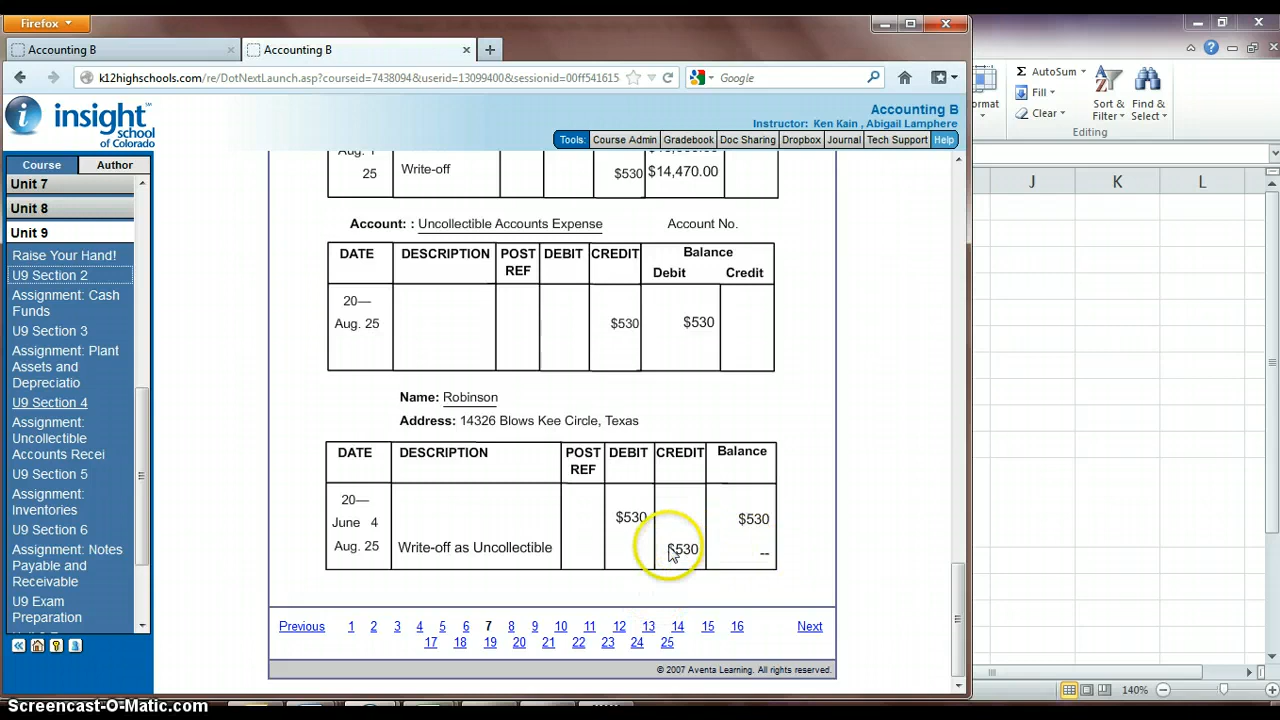 Firefox
Accounting B
Accounting B
k12highschools.com/re/DotNextLaunch.asp?courseid=7438094&userid=13099400&sessionid=00ff541615
Google
insight
school
of Colorado
Accounting B
Instructor: Ken Kain , Abigail Lamphere
Tools: Course Admin Gradebook Doc Sharing Dropbox Journal Tech Support Help
Course Author
Unit 7
Unit 8
Unit 9
Raise Your Hand!
U9 Section 2
Assignment: Cash
Funds
U9 Section 3
Assignment: Plant
Assets and
Depreciatio
U9 Section 4
Assignment:
Uncollectible
Accounts Recei
U9 Section 5
Assignment:
Inventories
U9 Section 6
Assignment: Notes
Payable and
Receivable
U9 Exam
Preparation
Aug. 1
25 Write-off $530 $14,470.00
Account: : Uncollectible Accounts Expense Account No.
DATE DESCRIPTION POST REF DEBIT CREDIT Balance
Debit Credit
20—
Aug. 25 $530 $530
Name: Robinson
Address: 14326 Blows Kee Circle, Texas
DATE DESCRIPTION POST REF DEBIT CREDIT Balance
20—
June 4 $530 $530
Aug. 25 Write-off as Uncollectible $530 --
Previous 1 2 3 4 5 6 7 8 9 10 11 12 13 14 15 16 Next
17 18 19 20 21 22 23 24 25
© 2007 Aventa Learning. All rights reserved.
AutoSum
Fill
Clear
ormat
Sort &
Filter
Find &
Select
Editing
J K L
140%
Screencast-O-Matic.com